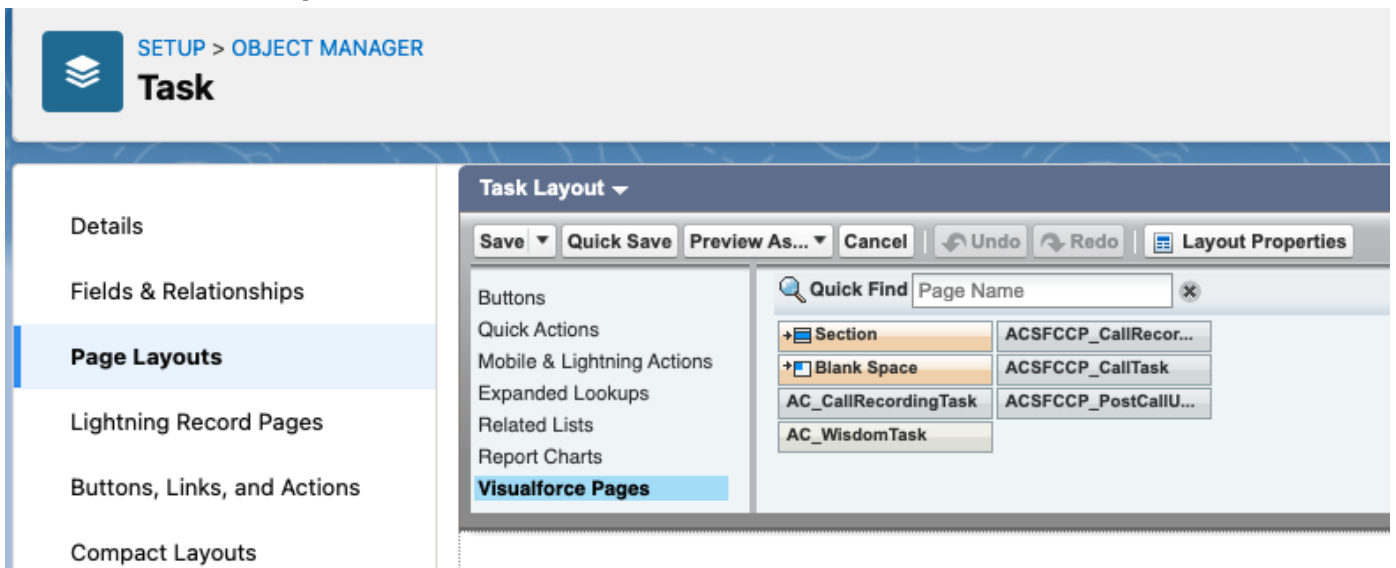 SETUP > OBJECT MANAGER
Task
Details
Fields & Relationships
Page Layouts
Lightning Record Pages
Buttons, Links, and Actions
Compact Layouts
Task Layout
Save Quick Save Preview As... Cancel Undo Redo Layout Properties
Buttons
Quick Actions
Mobile & Lightning Actions
Expanded Lookups
Related Lists
Report Charts
Visualforce Pages
Quick Find Page Name
Section ACSFCCP_CallRecor...
Blank Space ACSFCCP_CallTask
AC_CallRecordingTask ACSFCCP_PostCallU...
AC_WisdomTask